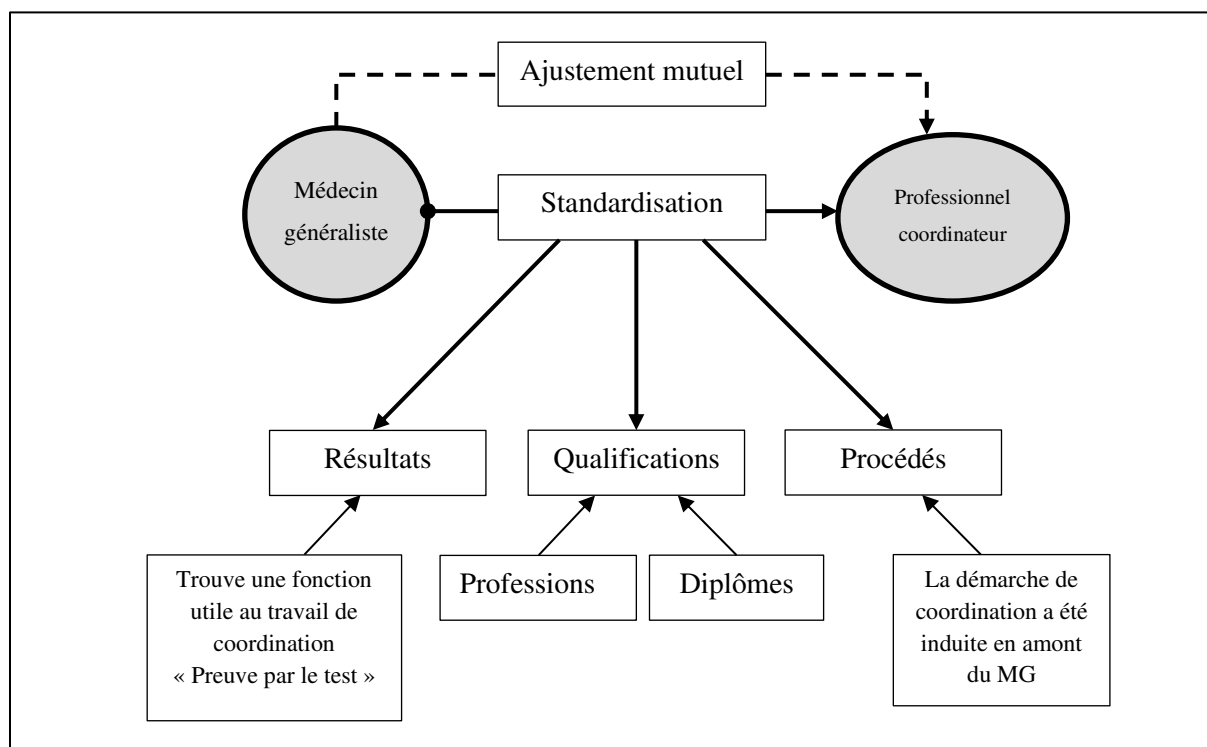 Ajustement mutuel
Médecin
généraliste
Standardisation
Professionnel
coordinateur
Résultats
Qualifications
Procédés
Trouve une fonction
utile au travail de
coordination
« Preuve par le test »
Professions
Diplômes
La démarche de
coordination a été
induite en amont
du MG